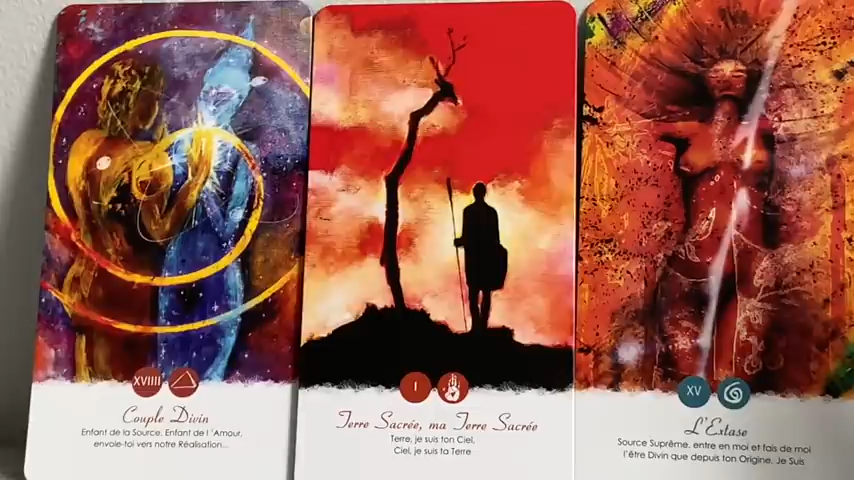 XVIIII
Couple Divin
Enfant de la Source, Enfant de l 'Amour,
envole-toi vers notre Réalisation...
I
Terre Sacrée, ma Terre Sacrée
Terre, je suis ton Ciel,
Ciel, je suis ta Terre
XV
L'Extase
Source Suprême, entre en moi et fais de moi
l'être Divin que depuis ton Origine, Je Suis